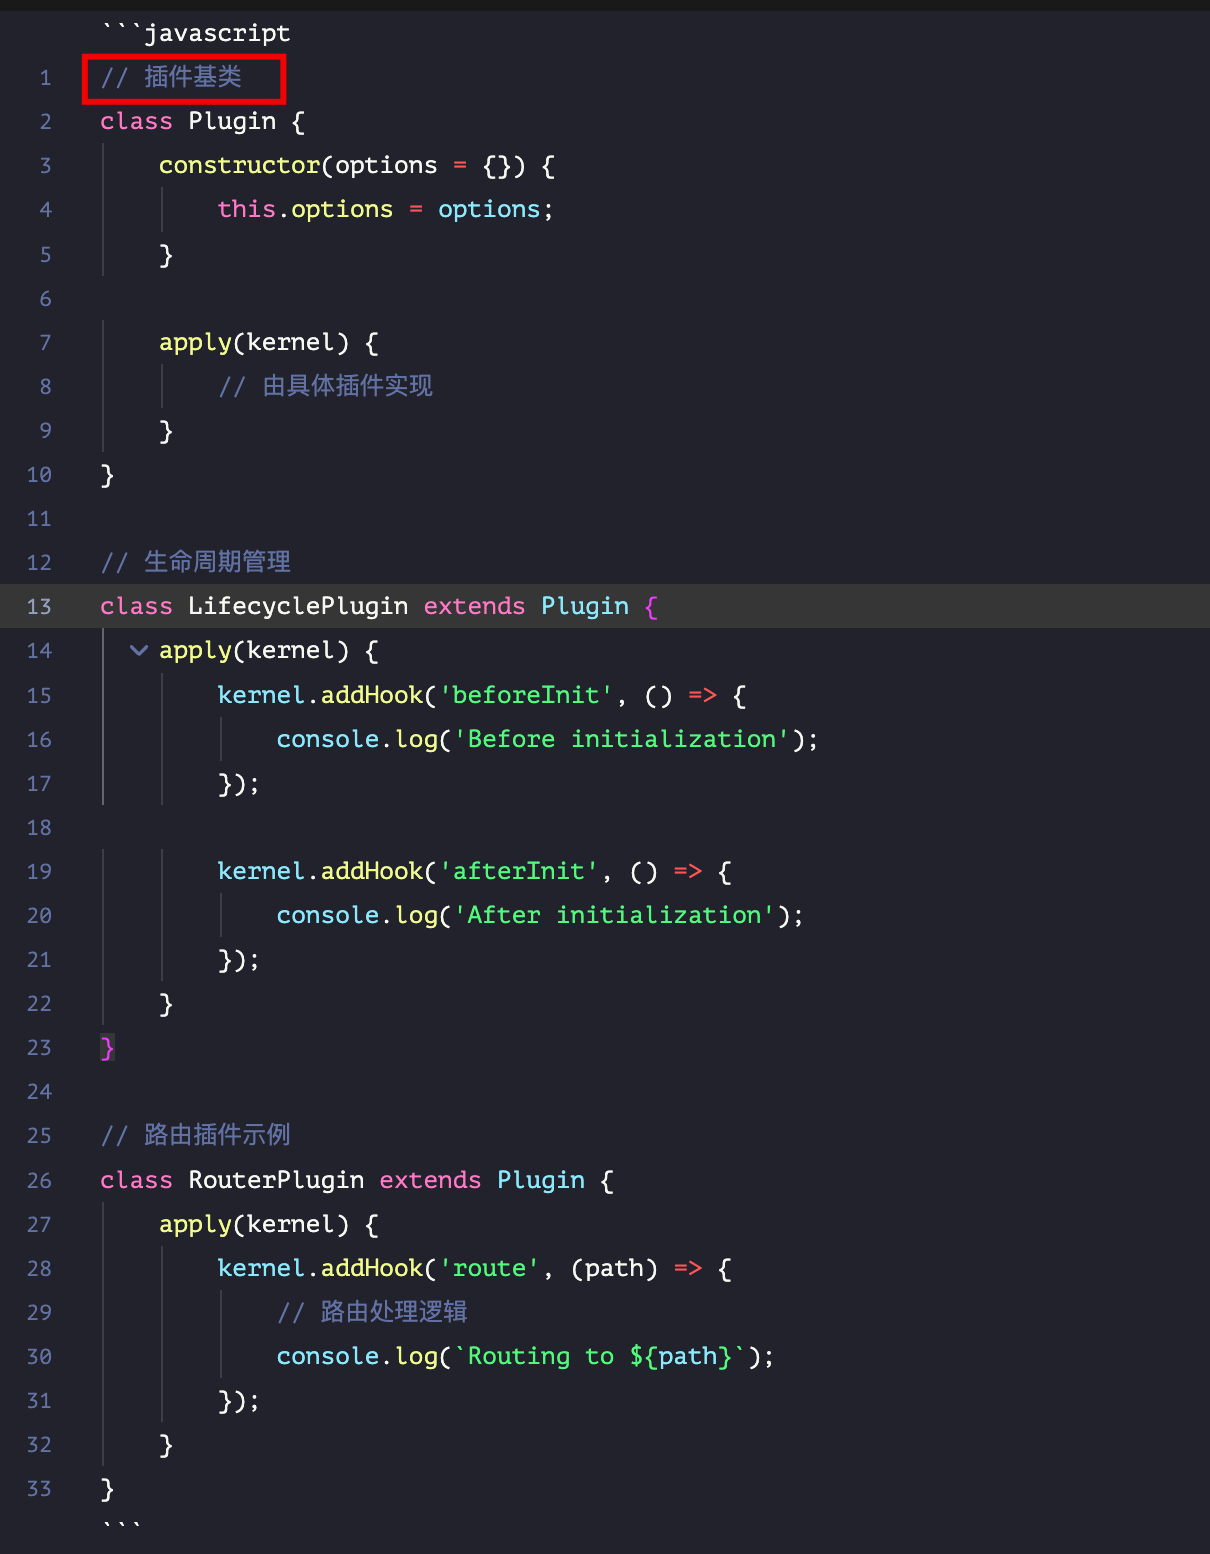 ```javascript
1 // 插件基类
2 class Plugin {
3     constructor(options = {}) {
4         this.options = options;
5     }
6
7     apply(kernel) {
8         // 由具体插件实现
9     }
10 }
11
12 // 生命周期管理
13 class LifecyclePlugin extends Plugin {
14     apply(kernel) {
15         kernel.addHook('beforeInit', () => {
16             console.log('Before initialization');
17         });
18
19         kernel.addHook('afterInit', () => {
20             console.log('After initialization');
21         });
22     }
23 }
24
25 // 路由插件示例
26 class RouterPlugin extends Plugin {
27     apply(kernel) {
28         kernel.addHook('route', (path) => {
29             // 路由处理逻辑
30             console.log(`Routing to ${path}`);
31         });
32     }
33 }
```